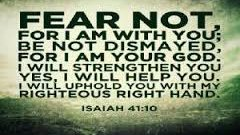 FEAR NOT,
FOR I AM WITH YOU;
BE NOT DISMAYED,
FOR I AM YOUR GOD.
I WILL STRENGTHEN YOU
YES, I WILL HELP YOU.
I WILL UPHOLD YOU WITH MY
RIGHTEOUS RIGHT HAND.
ISAIAH 41:10